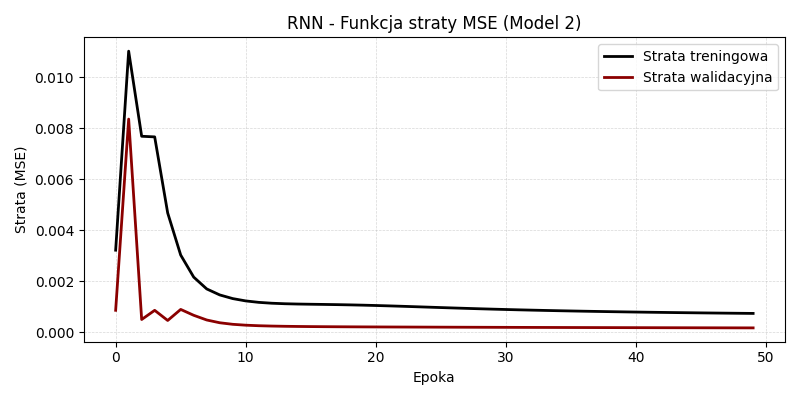 RNN - Funkcja straty MSE (Model 2)
Strata treningowa
Strata walidacyjna
Strata (MSE)
0.010
0.008
0.006
0.004
0.002
0.000
0 10 20 30 40 50
Epoka